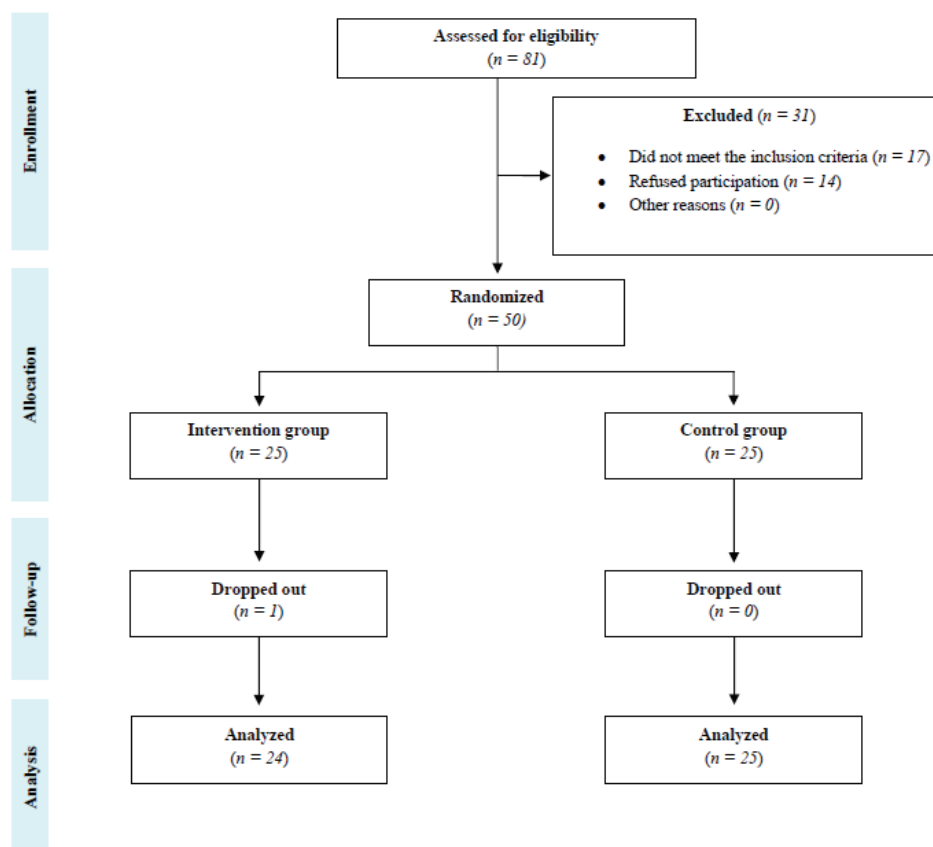 Enrollment
Assessed for eligibility
(n = 81)
Excluded (n = 31)
• Did not meet the inclusion criteria (n = 17)
• Refused participation (n = 14)
• Other reasons (n = 0)
Allocation
Randomized
(n = 50)
Intervention group
(n = 25)
Control group
(n = 25)
Follow-up
Dropped out
(n = 1)
Dropped out
(n = 0)
Analysis
Analyzed
(n = 24)
Analyzed
(n = 25)